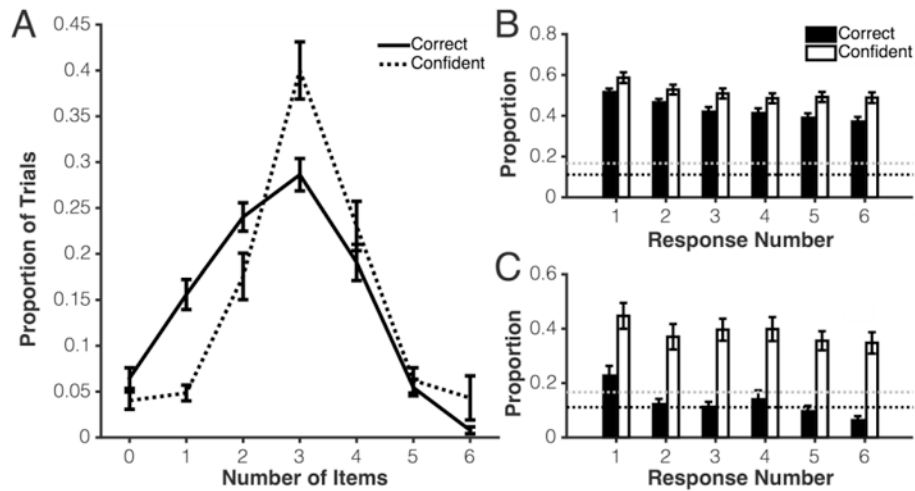 A
Proportion of Trials
0.45
0.4
0.35
0.3
0.25
0.2
0.15
0.1
0.05
0
Correct
Confident
0 1 2 3 4 5 6
Number of Items
B
Proportion
0.8
0.6
0.4
0.2
0
Correct
Confident
1 2 3 4 5 6
Response Number
C
Proportion
0.6
0.4
0.2
0
1 2 3 4 5 6
Response Number